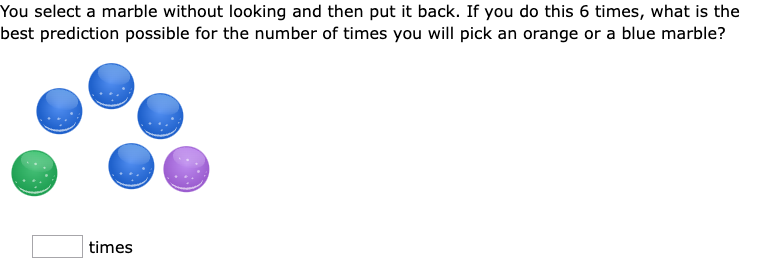 You select a marble without looking and then put it back. If you do this 6 times, what is the
best prediction possible for the number of times you will pick an orange or a blue marble?
times